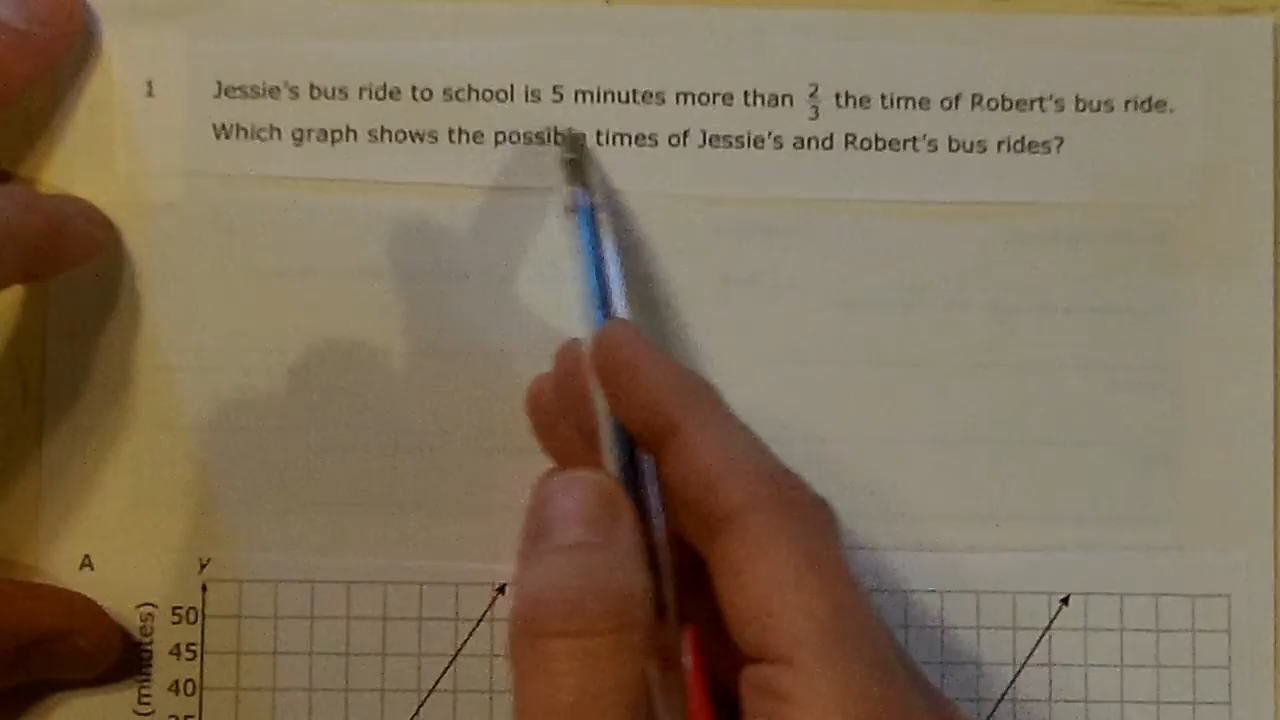 1 Jessie's bus ride to school is 5 minutes more than 2/3 the time of Robert's bus ride.
Which graph shows the possible times of Jessie's and Robert's bus rides?
A
y
(minutes)
50
45
40